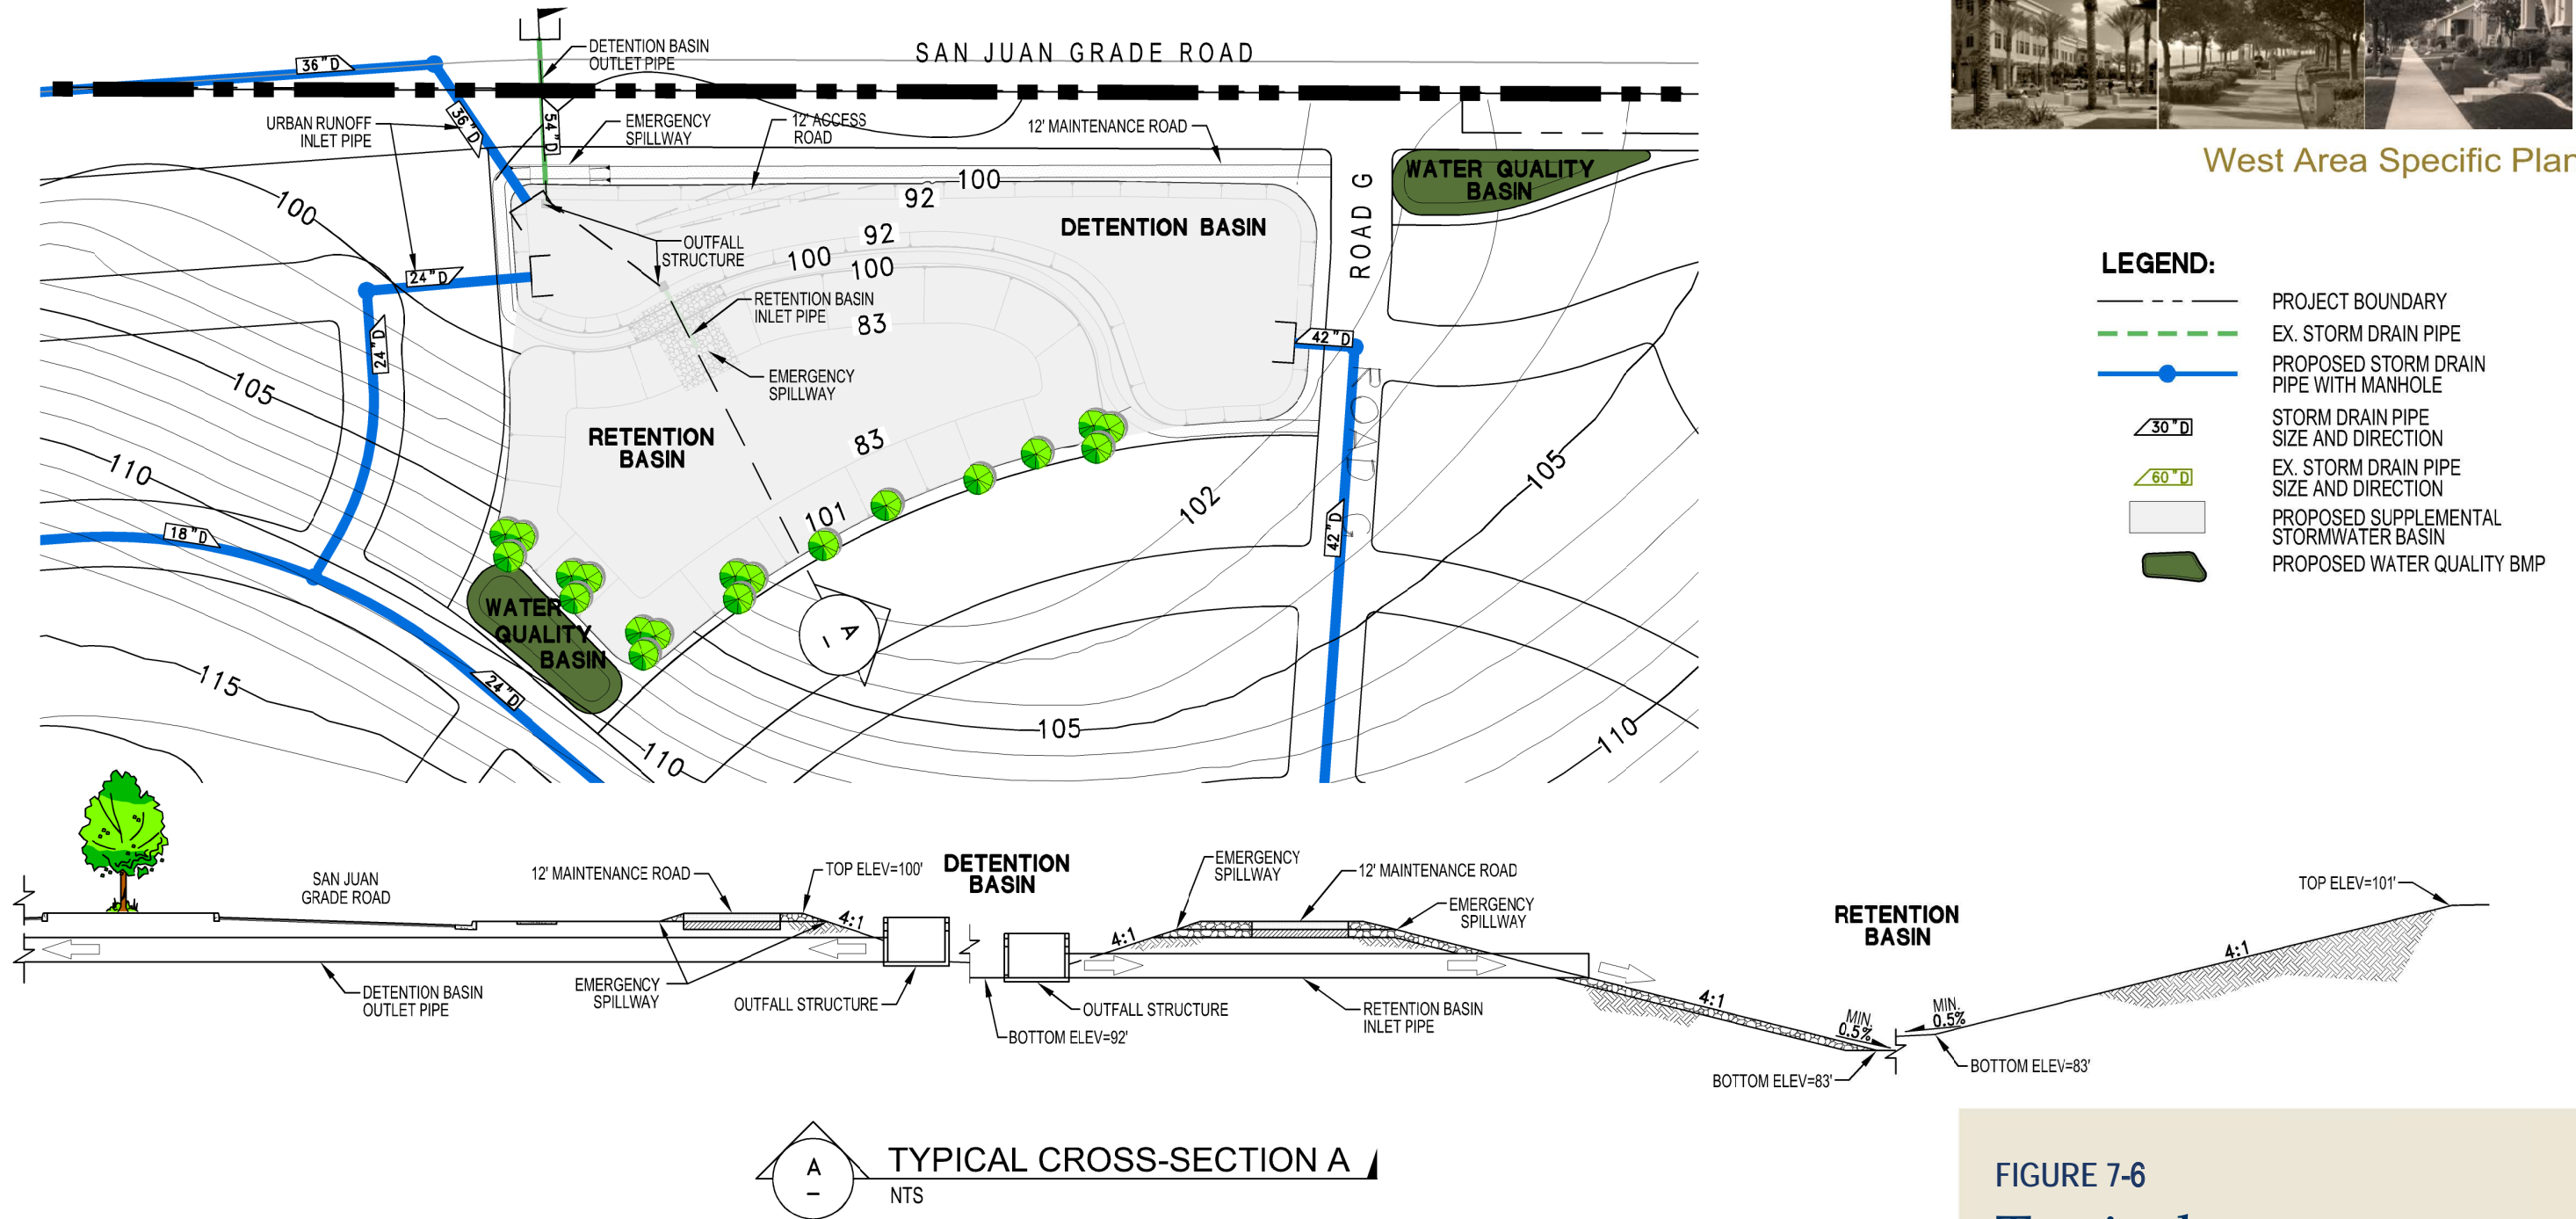 SAN JUAN GRADE ROAD
DETENTION BASIN
OUTLET PIPE
36"D
36"D
54"D
URBAN RUNOFF
INLET PIPE
EMERGENCY
SPILLWAY
12' ACCESS
ROAD
12' MAINTENANCE ROAD
100
100
92
92
100
100
DETENTION BASIN
ROAD G
WATER QUALITY
BASIN
OUTFALL
STRUCTURE
24"D
24"D
RETENTION BASIN
INLET PIPE
83
EMERGENCY
SPILLWAY
42"D
ROAD G
105
RETENTION
BASIN
83
110
101
102
105
42"D
18"D
WATER
QUALITY
BASIN
A
–
115
24"D
105
110
110
West Area Specific Plan
LEGEND:
PROJECT BOUNDARY
EX. STORM DRAIN PIPE
PROPOSED STORM DRAIN
PIPE WITH MANHOLE
30"D
STORM DRAIN PIPE
SIZE AND DIRECTION
60"D
EX. STORM DRAIN PIPE
SIZE AND DIRECTION
PROPOSED SUPPLEMENTAL
STORMWATER BASIN
PROPOSED WATER QUALITY BMP
SAN JUAN
GRADE ROAD
12' MAINTENANCE ROAD
TOP ELEV=100'
DETENTION
BASIN
4:1
EMERGENCY
SPILLWAY
12' MAINTENANCE ROAD
EMERGENCY
SPILLWAY
4:1
RETENTION
BASIN
TOP ELEV=101'
4:1
DETENTION BASIN
OUTLET PIPE
EMERGENCY
SPILLWAY
OUTFALL STRUCTURE
OUTFALL STRUCTURE
BOTTOM ELEV=92'
RETENTION BASIN
INLET PIPE
4:1
MIN.
0.5%
MIN.
0.5%
BOTTOM ELEV=83'
BOTTOM ELEV=83'
A
–
TYPICAL CROSS-SECTION A
NTS
FIGURE 7-6